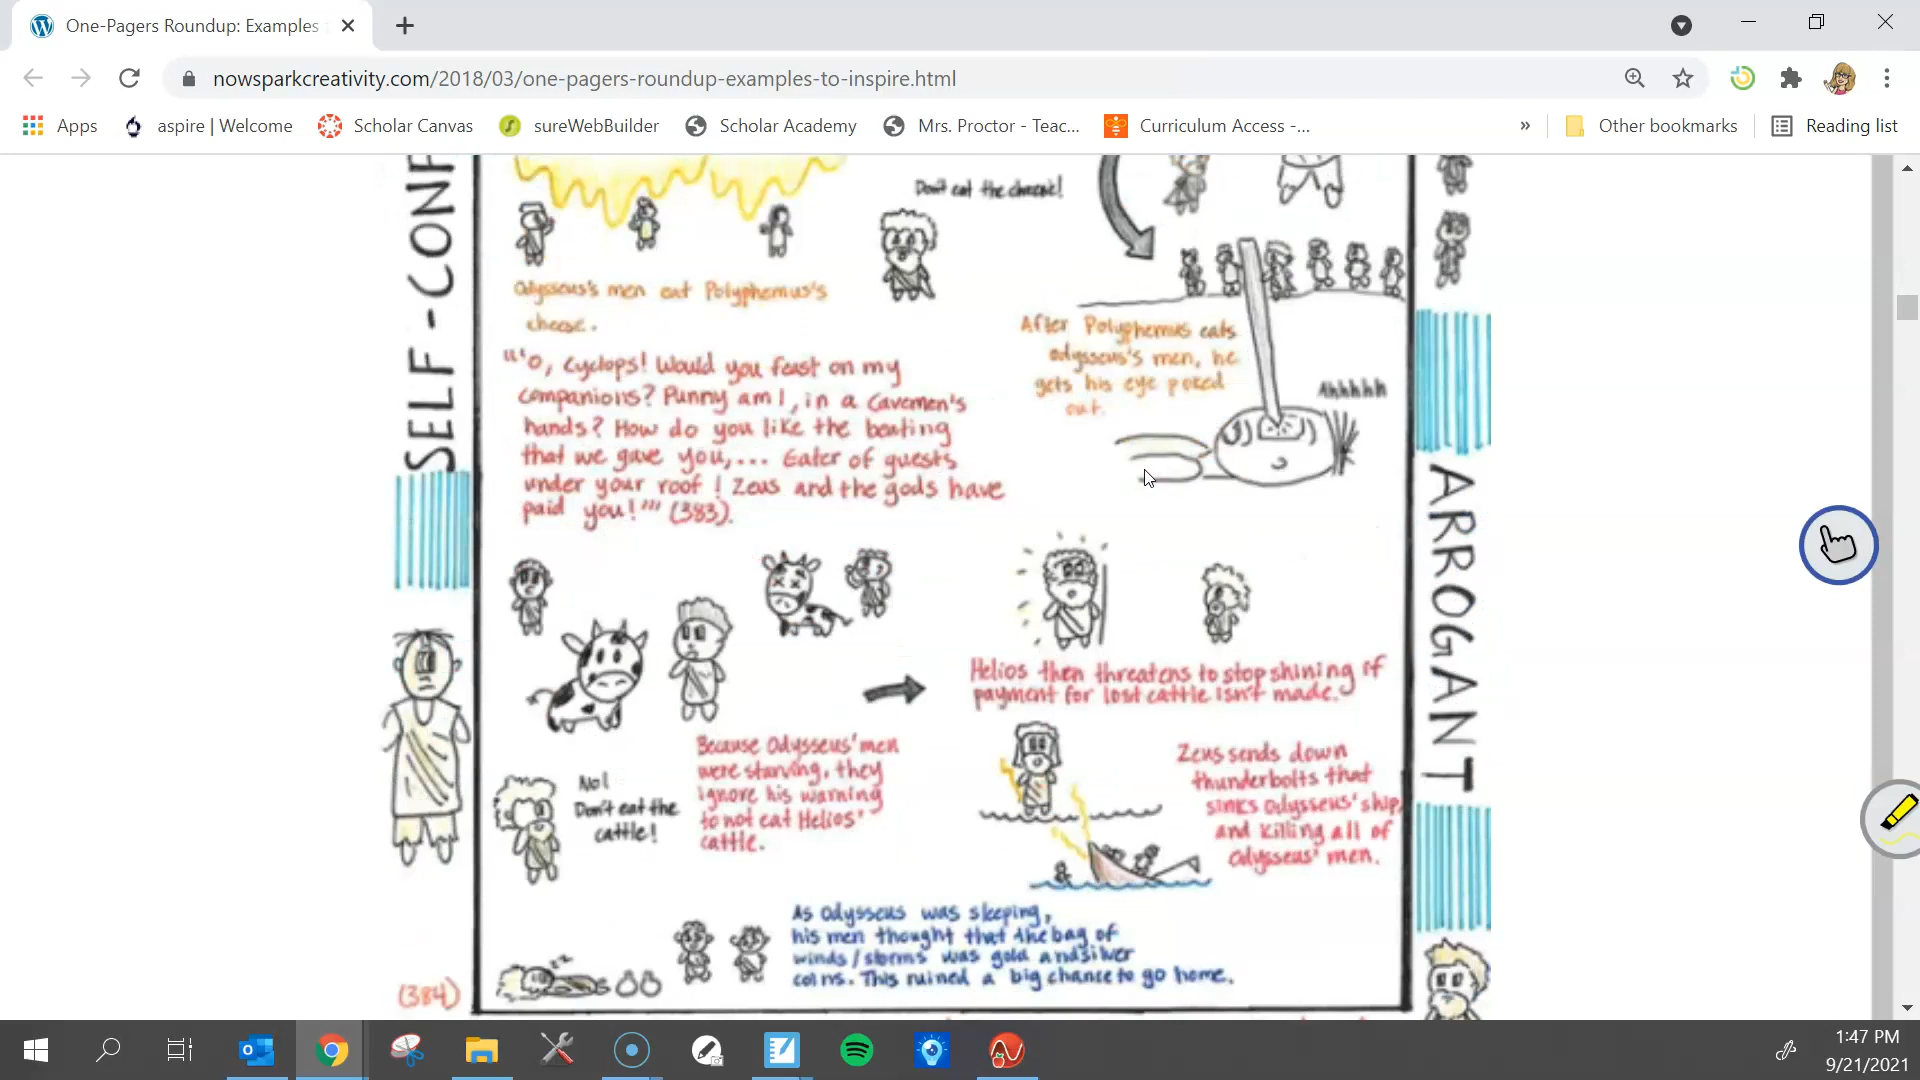 One-Pagers Roundup: Examples
nowsparkcreativity.com/2018/03/one-pagers-roundup-examples-to-inspire.html
Apps
aspire | Welcome
Scholar Canvas
sureWebBuilder
Scholar Academy
Mrs. Proctor - Teac...
Curriculum Access -...
»
Other bookmarks
Reading list
SELF-CONF
Don't eat the cheese!
Odysseus's men eat Polyphemus's
cheese.
"'O, Cyclops! Would you feast on my
companions? Punny am I, in a Cavemen's
hands? How do you like the beating
that we gave you,... Eater of guests
under your roof! Zeus and the gods have
paid you!'" (383).
After Polyphemus eats
Odysseus's men, he
gets his eye poked
out.
Ahhhhh
ARROGANT
Helios then threatens to stop shining if
payment for lost cattle isn't made.
No!
Don't eat the
cattle!
Because Odysseus' men
were starving, they
ignore his warning
to not eat Helios'
cattle.
Zeus sends down
thunderbolts that
sinks Odysseus' ship,
and killing all of
Odysseus' men.
As Odysseus was sleeping,
his men thought that the bag of
winds/storms was gold and silver
coins. This ruined a big chance to go home.
(384)
1:47 PM
9/21/2021